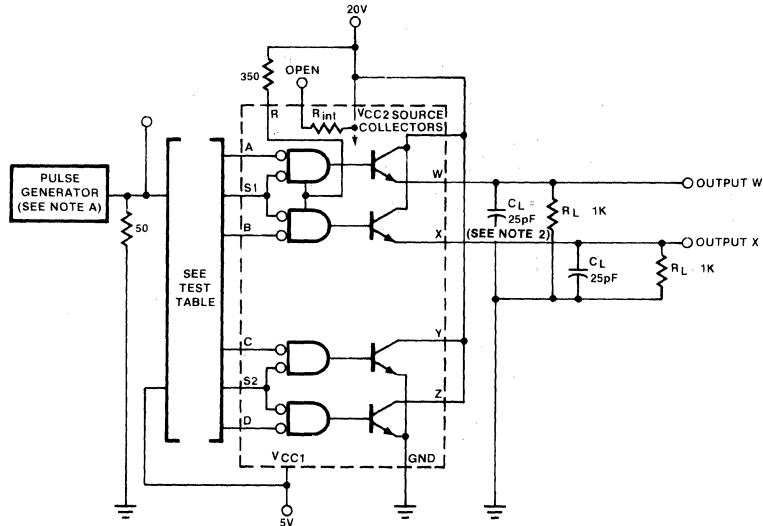 20V
350
OPEN
R
Rint
VCC2 SOURCE
COLLECTORS
A
PULSE
GENERATOR
(SEE NOTE A)
50
S1
B
SEE
TEST
TABLE
W
X
CL
25pF
(SEE NOTE 2)
RL 1K
OUTPUT W
OUTPUT X
CL
25pF
RL 1K
C
S2
D
Y
Z
VCC1
GND
5V